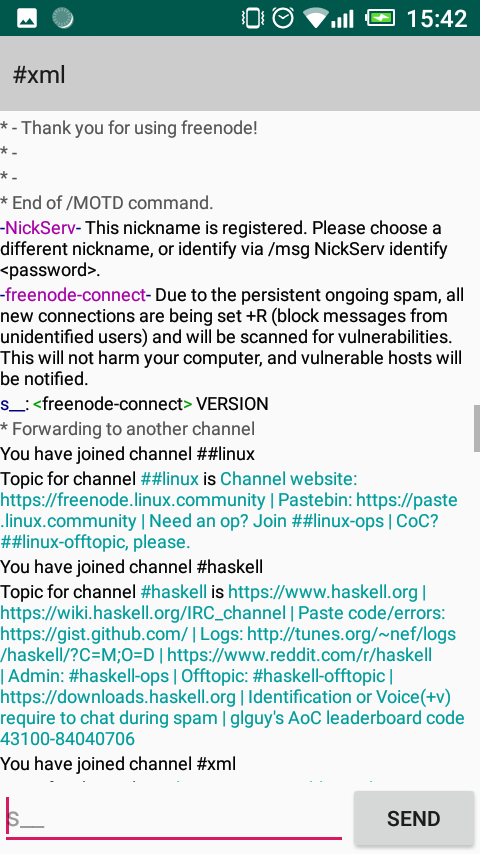 15:42
#xml
* - Thank you for using freenode!
* -
* -
* End of /MOTD command.
-NickServ- This nickname is registered. Please choose a
different nickname, or identify via /msg NickServ identify
<password>.
-freenode-connect- Due to the persistent ongoing spam, all
new connections are being set +R (block messages from
unidentified users) and will be scanned for vulnerabilities.
This will not harm your computer, and vulnerable hosts will
be notified.
s__: <freenode-connect> VERSION
* Forwarding to another channel
You have joined channel ##linux
Topic for channel ##linux is Channel website:
https://freenode.linux.community | Pastebin: https://paste
.linux.community | Need an op? Join ##linux-ops | CoC?
##linux-offtopic, please.
You have joined channel #haskell
Topic for channel #haskell is https://www.haskell.org |
https://wiki.haskell.org/IRC_channel | Paste code/errors:
https://gist.github.com/ | Logs: http://tunes.org/~nef/logs
/haskell/?C=M;O=D | https://www.reddit.com/r/haskell
| Admin: #haskell-ops | Offtopic: #haskell-offtopic |
https://downloads.haskell.org | Identification or Voice(+v)
require to chat during spam | glguy's AoC leaderboard code
43100-84040706
You have joined channel #xml
s__
SEND